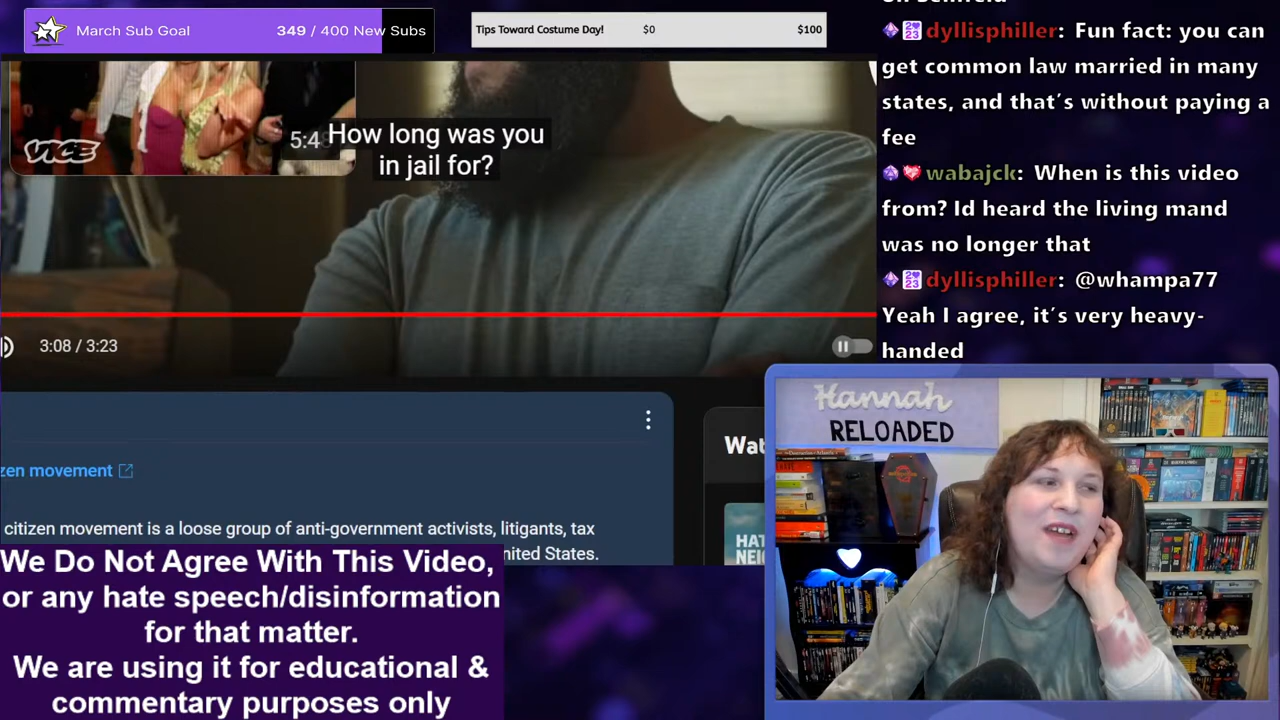 March Sub Goal
349 / 400 New Subs
Tips Toward Costume Day!
$0
$100
dyllisphiller: Fun fact: you can
get common law married in many
states, and that's without paying a
fee
wabajck: When is this video
from? Id heard the living mand
was no longer that
dyllisphiller: @whampa77
Yeah I agree, it's very heavy-
handed
VICE
5:4
How long was you
in jail for?
3:08 / 3:23
zen movement
citizen movement is a loose group of anti-government activists, litigants, tax
nited States.
Wat
HAT
NEI
We Do Not Agree With This Video,
or any hate speech/disinformation
for that matter.
We are using it for educational &
commentary purposes only
Hannah
RELOADED